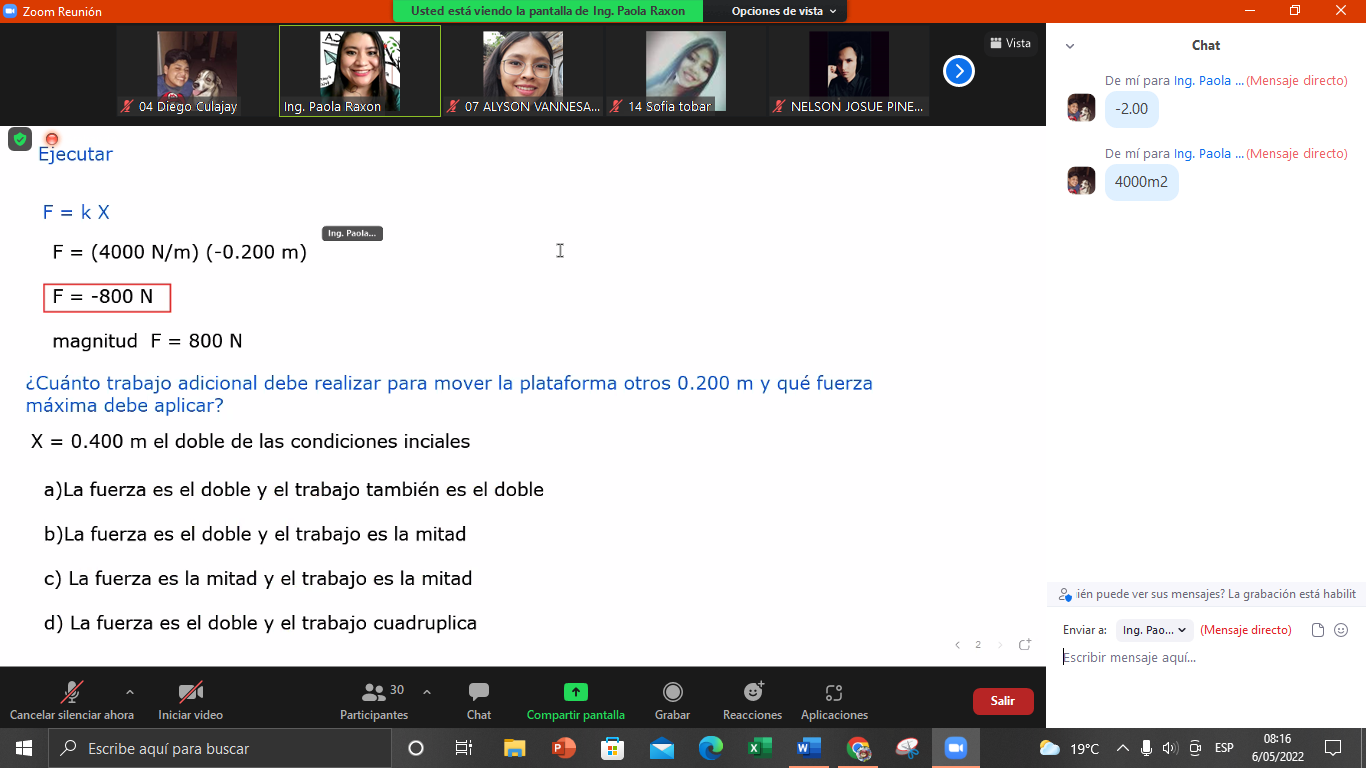 Zoom Reunión
Usted está viendo la pantalla de Ing. Paola Raxon
Opciones de vista
04 Diego Culajay
Ing. Paola Raxon
07 ALYSON VANNESA...
14 Sofia tobar
NELSON JOSUE PINE...
Vista
Ejecutar
F = k X
Ing. Paola...
F = (4000 N/m) (-0.200 m)
F = -800 N
magnitud F = 800 N
¿Cuánto trabajo adicional debe realizar para mover la plataforma otros 0.200 m y qué fuerza
máxima debe aplicar?
X = 0.400 m el doble de las condiciones inciales
a)La fuerza es el doble y el trabajo también es el doble
b)La fuerza es el doble y el trabajo es la mitad
c) La fuerza es la mitad y el trabajo es la mitad
d) La fuerza es el doble y el trabajo cuadruplica
2
Chat
De mí para Ing. Paola ... (Mensaje directo)
-2.00
De mí para Ing. Paola ... (Mensaje directo)
4000m2
ién puede ver sus mensajes? La grabación está habilit
Enviar a: Ing. Pao... (Mensaje directo)
Escribir mensaje aquí...
Cancelar silenciar ahora
Iniciar video
30
Participantes
Chat
Compartir pantalla
Grabar
Reacciones
Aplicaciones
Salir
Escribe aquí para buscar
19°C
ESP
08:16
6/05/2022